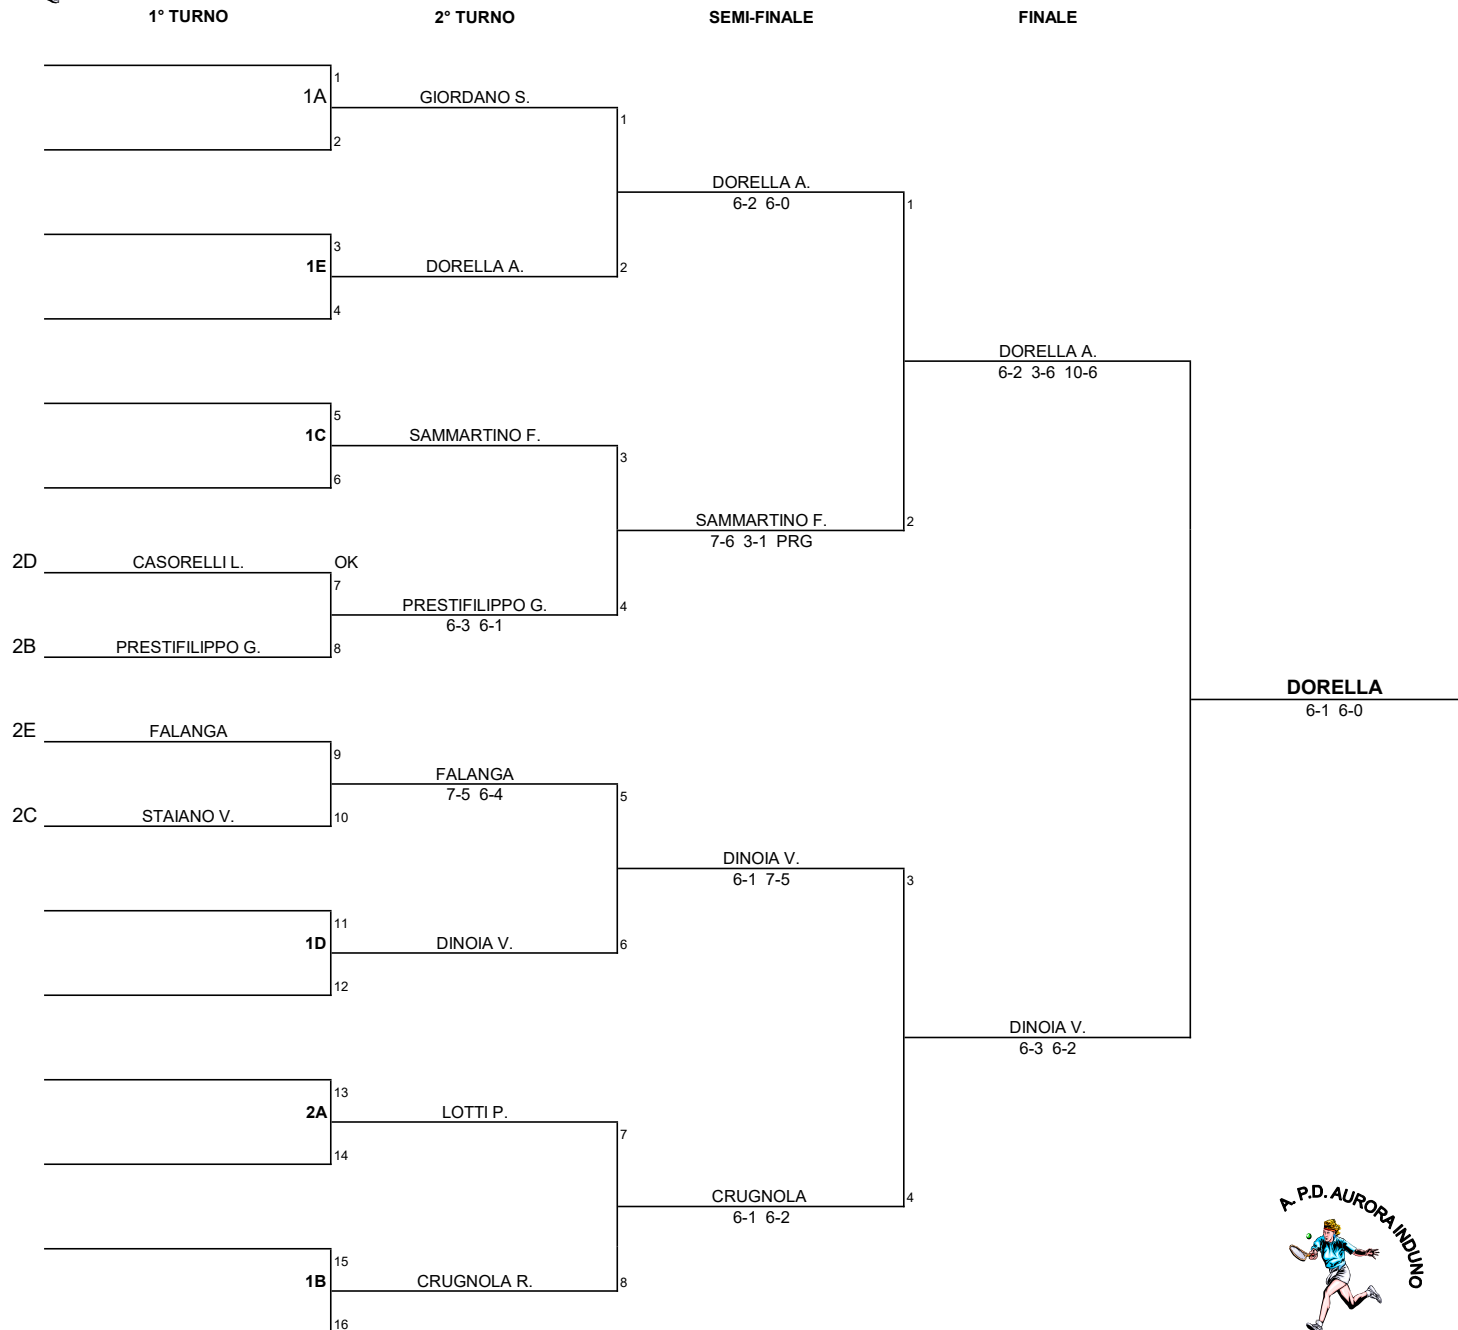 1° TURNO 2° TURNO SEMI-FINALE FINALE
1
1A GIORDANO S.
1
2
DORELLA A.
6-2 6-0
1
3
1E DORELLA A.
2
4
DORELLA A.
6-2 3-6 10-6
5
1C SAMMARTINO F.
3
6
SAMMARTINO F.
2
7-6 3-1 PRG
2D CASORELLI L. OK
7
PRESTIFILIPPO G.
4
6-3 6-1
2B PRESTIFILIPPO G.
8
DORELLA
6-1 6-0
2E FALANGA
9
FALANGA
7-5 6-4
5
2C STAIANO V.
10
DINOIA V.
6-1 7-5
3
11
1D DINOIA V.
6
12
DINOIA V.
6-3 6-2
13
2A LOTTI P.
7
14
CRUGNOLA
4
6-1 6-2
A. P.D. AURORA INDUNO
15
1B CRUGNOLA R.
8
16